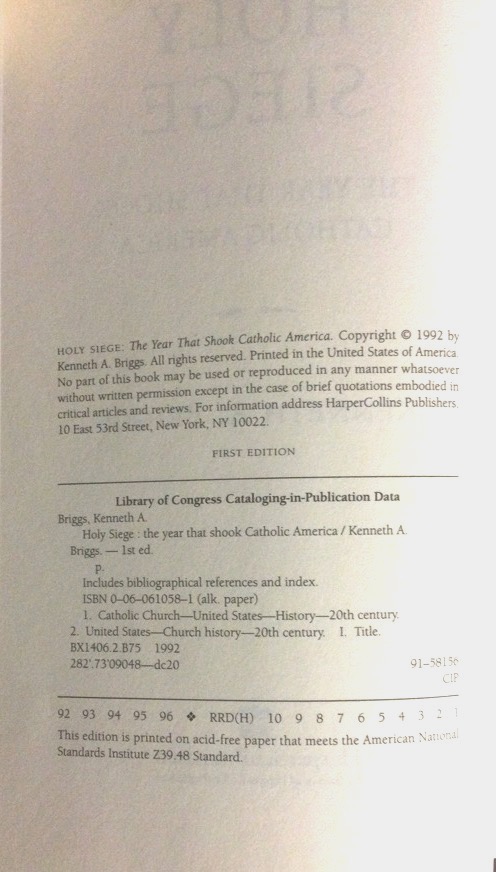 HOLY SIEGE: The Year That Shook Catholic America. Copyright © 1992 by
Kenneth A. Briggs. All rights reserved. Printed in the United States of America.
No part of this book may be used or reproduced in any manner whatsoever
without written permission except in the case of brief quotations embodied in
critical articles and reviews. For information address HarperCollins Publishers,
10 East 53rd Street, New York, NY 10022.
FIRST EDITION
Library of Congress Cataloging-in-Publication Data
Briggs, Kenneth A.
Holy Siege : the year that shook Catholic America / Kenneth A.
Briggs. — 1st ed.
p.
Includes bibliographical references and index.
ISBN 0–06–061058–1 (alk. paper)
1. Catholic Church—United States—History—20th century.
2. United States—Church history—20th century. I. Title.
BX1406.2.B75 1992
282'.73'09048—dc20 91–58156
CIP
92 93 94 95 96 ❖ RRD(H) 10 9 8 7 6 5 4 3 2 1
This edition is printed on acid-free paper that meets the American National
Standards Institute Z39.48 Standard.